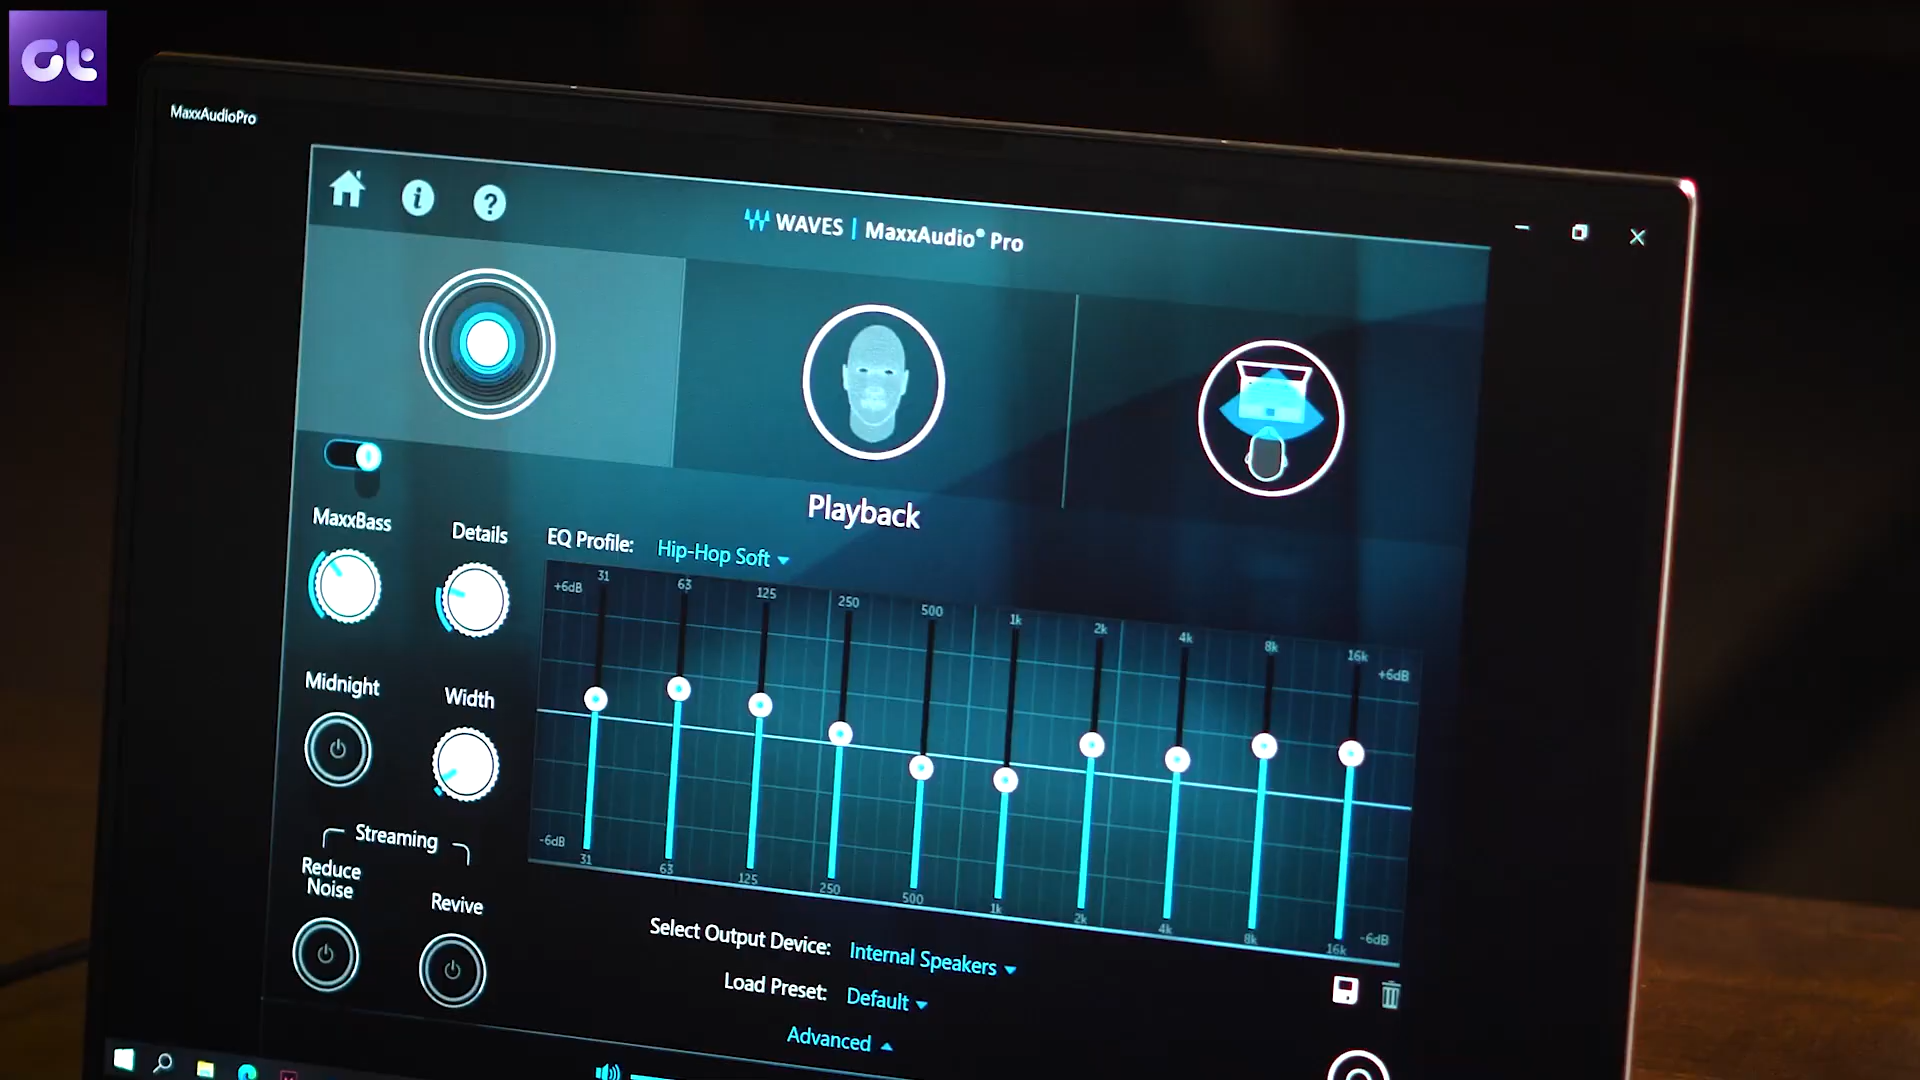 Gt
MaxxAudioPro
WAVES | MaxxAudio® Pro
Playback
MaxxBass
Details
EQ Profile: Hip-Hop Soft
+6dB 31 63 125 250 500 1k 2k 4k 8k 16k +6dB
Midnight
Width
-6dB 31 63 125 250 500 1k 2k 4k 8k 16k -6dB
Streaming
Reduce
Noise
Revive
Select Output Device: Internal Speakers
Load Preset: Default
Advanced